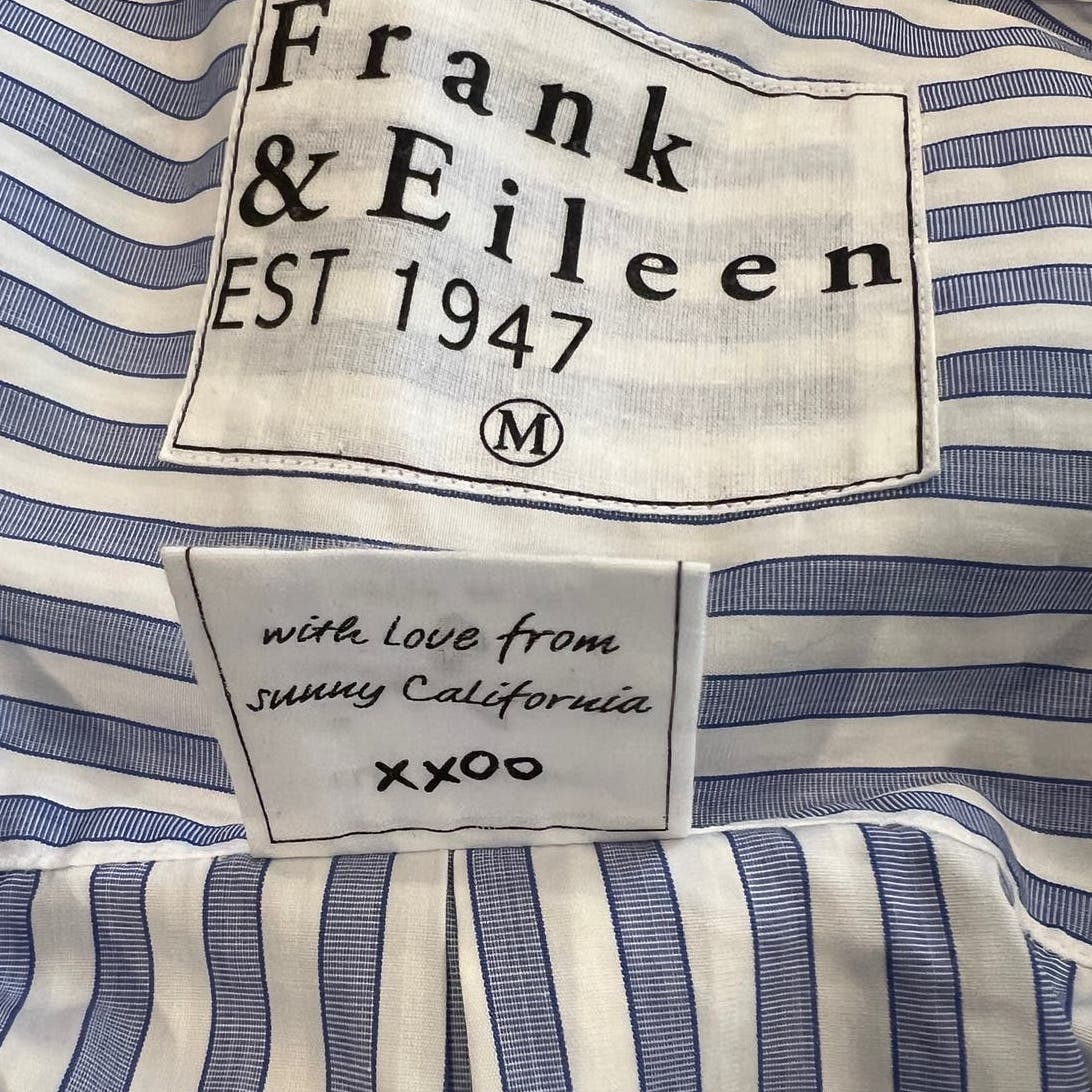 Frank
& Eileen
EST 1947
M
with Love from
sunny California
xxoo